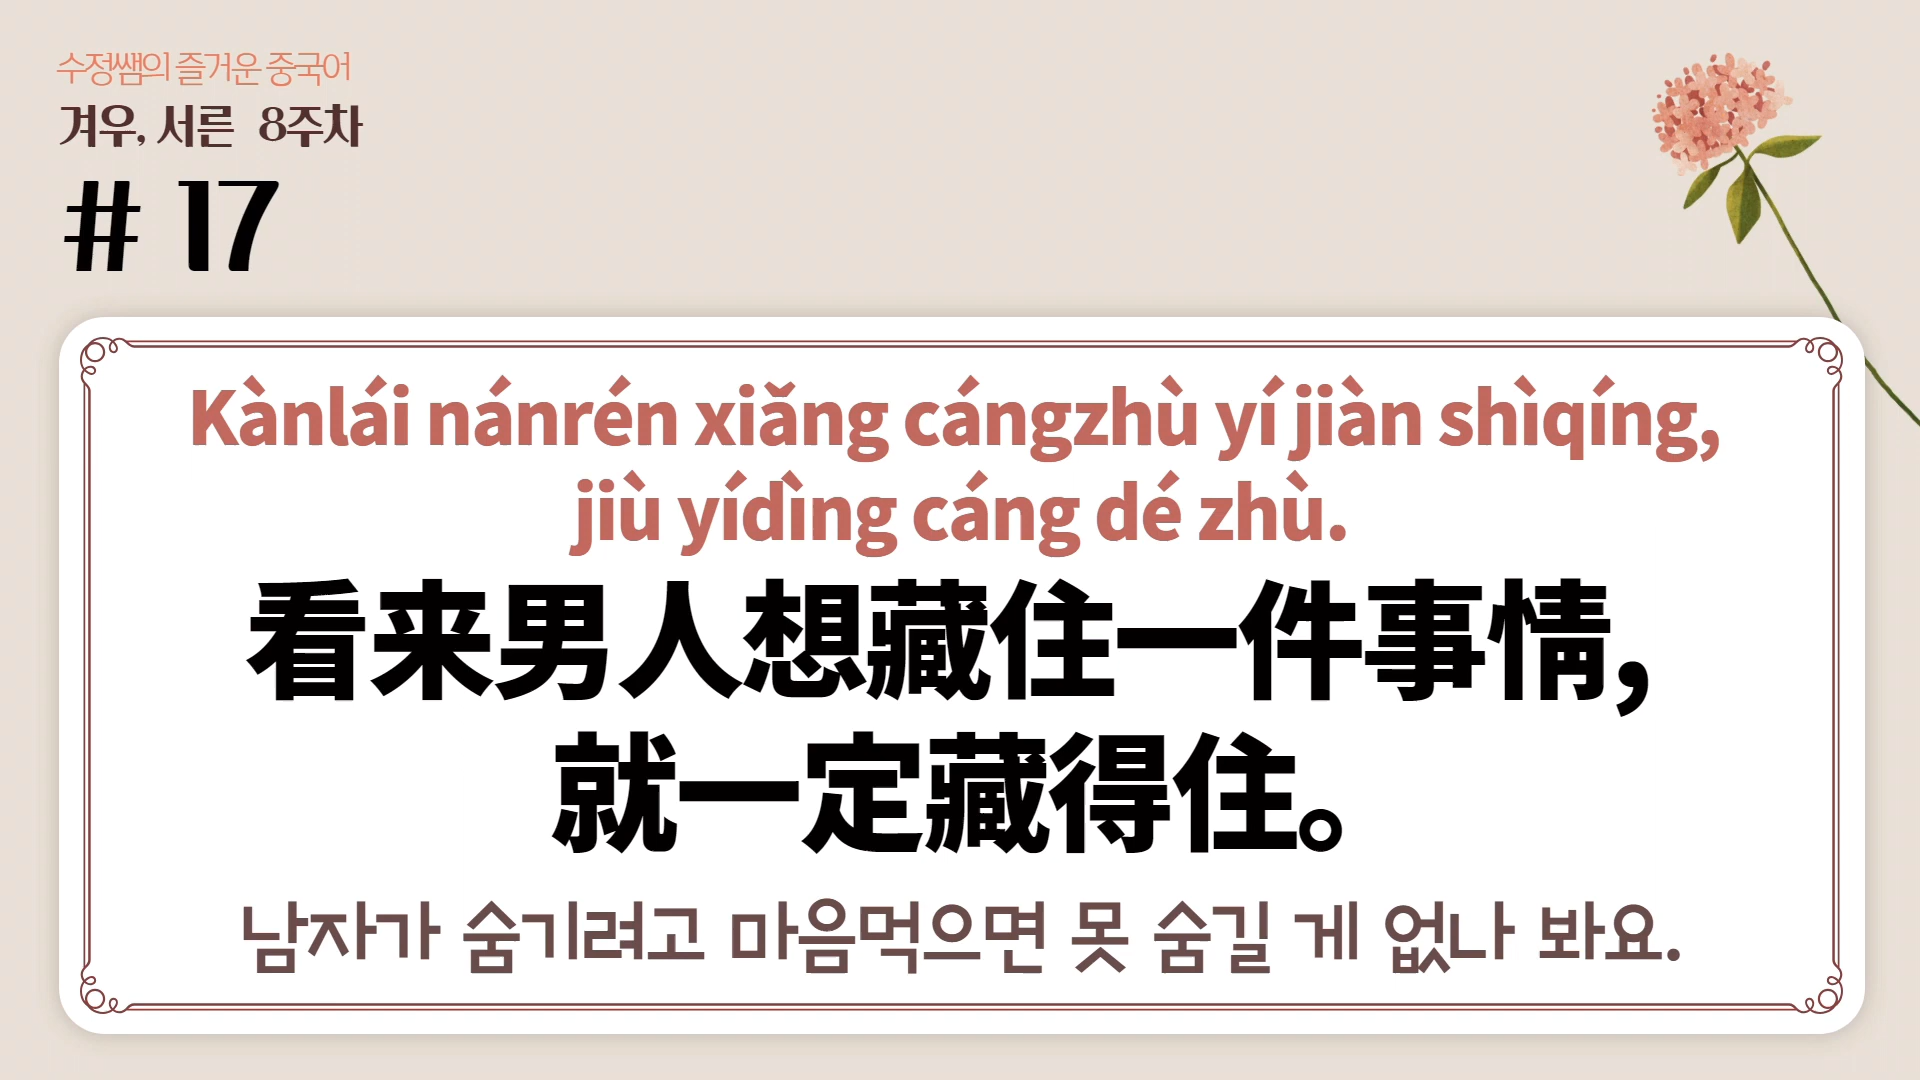 수정쌤의 즐거운 중국어
겨우, 서른 8주차
# 17
Kànlái nánrén xiǎng cángzhù yí jiàn shìqíng,
jiù yídìng cáng dé zhù.
看来男人想藏住一件事情,
就一定藏得住。
남자가 숨기려고 마음먹으면 못 숨길 게 없나 봐요.